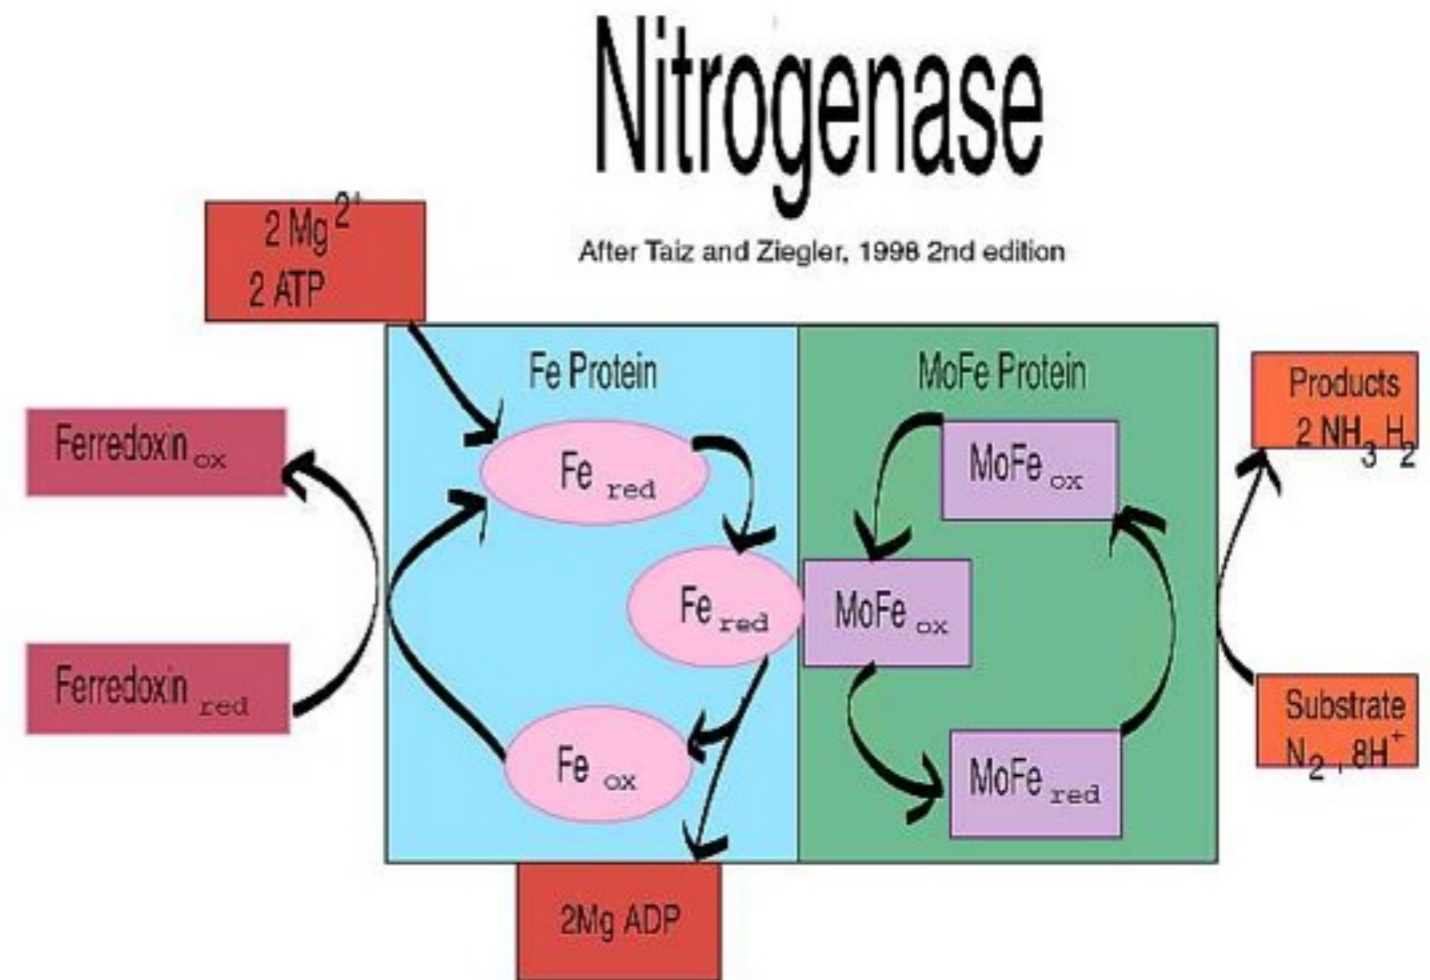 Nitrogenase
After Taiz and Ziegler, 1998 2nd edition
2 Mg 2+
2 ATP
Fe Protein
MoFe Protein
Products
2 NH3 H2
Ferredoxin ox
Fe red
MoFe ox
Fe red
MoFe ox
Ferredoxin red
Substrate
N2, 8H+
Fe ox
MoFe red
2Mg ADP